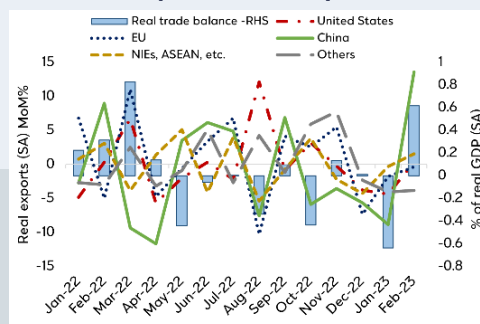 Real trade balance -RHS
United States
EU
China
NIEs, ASEAN, etc.
Others
Real exports (SA) MoM%
15
10
5
0
-5
-10
-15
1
0.8
0.6
0.4
0.2
0
-0.2
-0.4
-0.6
-0.8
% of real GDP (SA)
Jan-22
Feb-22
Mar-22
Apr-22
May-22
Jun-22
Jul-22
Aug-22
Sep-22
Oct-22
Nov-22
Dec-22
Jan-23
Feb-23